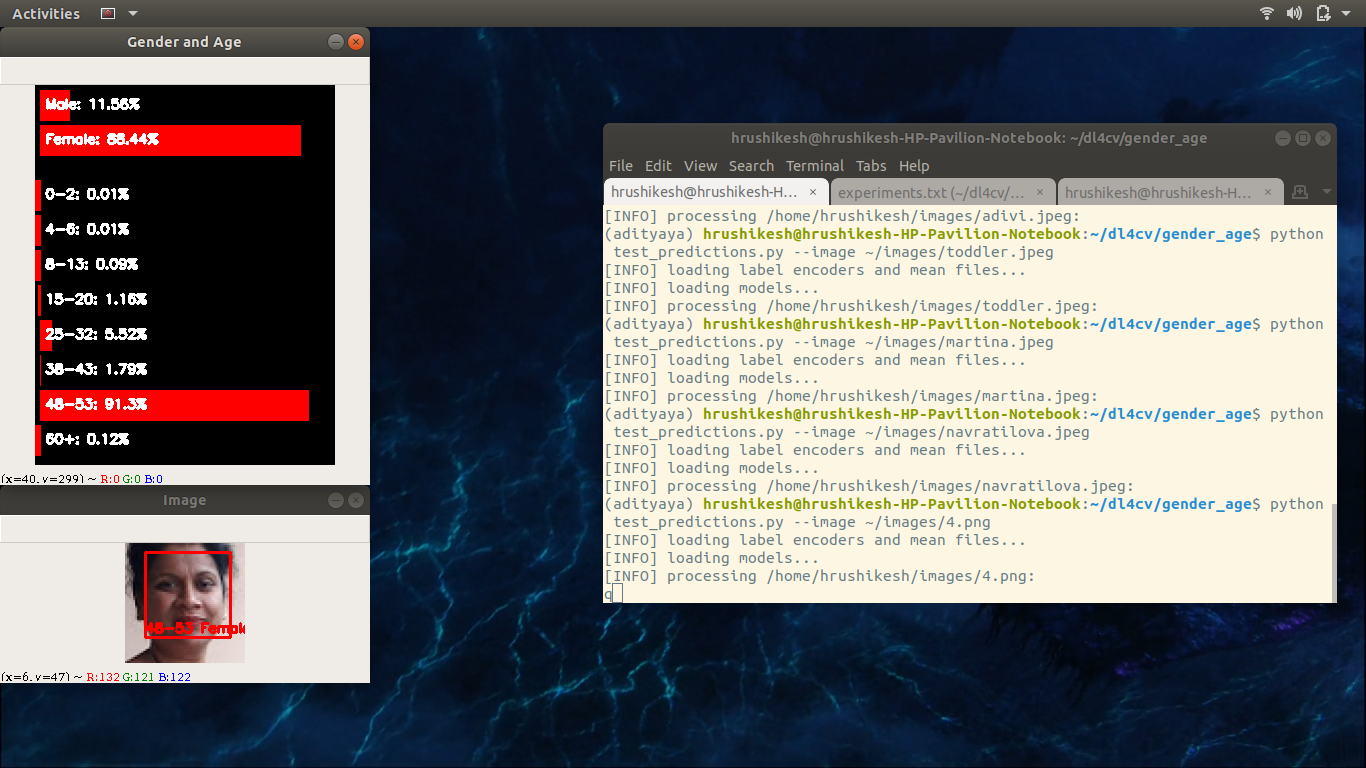 Activities
Gender and Age
Male: 11.56%
Female: 88.44%
0-2: 0.01%
4-6: 0.01%
8-13: 0.09%
15-20: 1.16%
25-32: 5.52%
38-43: 1.79%
48-53: 91.3%
60+: 0.12%
(x=40, y=299) ~ R:0 G:0 B:0
Image
48-53 Female
(x=6, y=47) ~ R:132 G:121 B:122
hrushikesh@hrushikesh-HP-Pavilion-Notebook: ~/dl4cv/gender_age
File Edit View Search Terminal Tabs Help
hrushikesh@hrushikesh-H... × experiments.txt (~/dl4cv/... × hrushikesh@hrushikesh-H... ×
[INFO] processing /home/hrushikesh/images/adivi.jpeg:
(adityaya) hrushikesh@hrushikesh-HP-Pavilion-Notebook:~/dl4cv/gender_age$ python
test_predictions.py --image ~/images/toddler.jpeg
[INFO] loading label encoders and mean files...
[INFO] loading models...
[INFO] processing /home/hrushikesh/images/toddler.jpeg:
(adityaya) hrushikesh@hrushikesh-HP-Pavilion-Notebook:~/dl4cv/gender_age$ python
test_predictions.py --image ~/images/martina.jpeg
[INFO] loading label encoders and mean files...
[INFO] loading models...
[INFO] processing /home/hrushikesh/images/martina.jpeg:
(adityaya) hrushikesh@hrushikesh-HP-Pavilion-Notebook:~/dl4cv/gender_age$ python
test_predictions.py --image ~/images/navratilova.jpeg
[INFO] loading label encoders and mean files...
[INFO] loading models...
[INFO] processing /home/hrushikesh/images/navratilova.jpeg:
(adityaya) hrushikesh@hrushikesh-HP-Pavilion-Notebook:~/dl4cv/gender_age$ python
test_predictions.py --image ~/images/4.png
[INFO] loading label encoders and mean files...
[INFO] loading models...
[INFO] processing /home/hrushikesh/images/4.png:
q